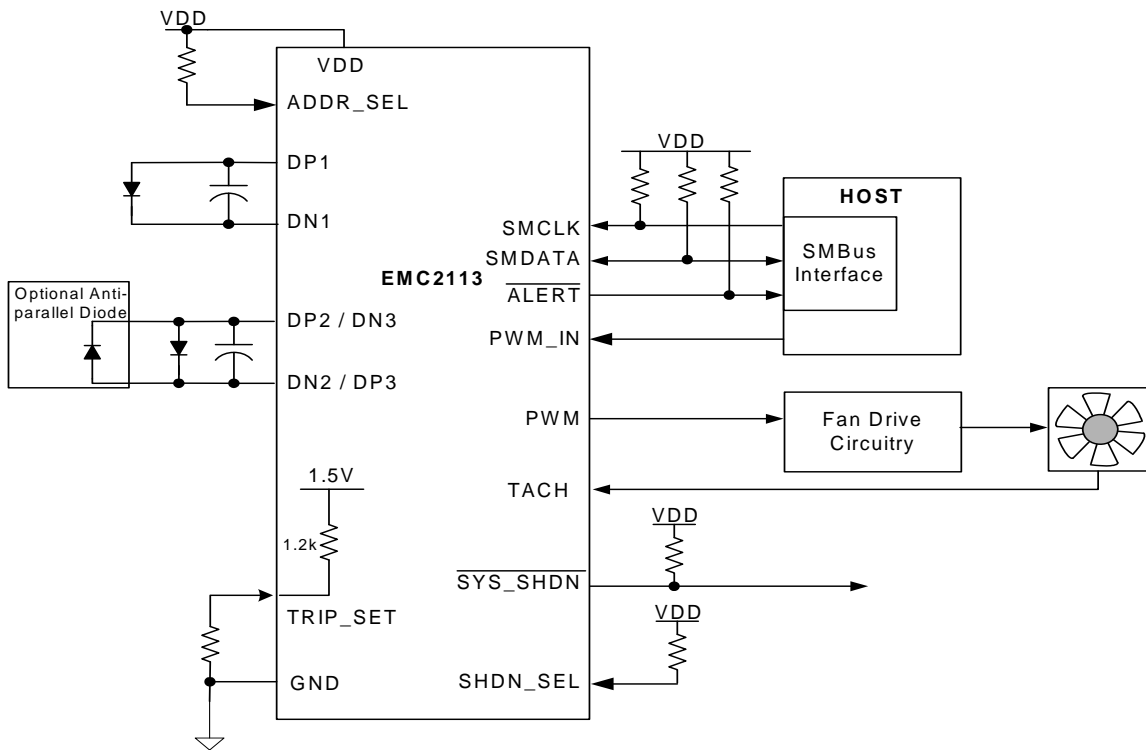 VDD
VDD
ADDR_SEL
DP1
DN1
Optional Anti-
parallel Diode
DP2 / DN3
DN2 / DP3
1.5V
1.2k
TRIP_SET
GND
EMC2113
VDD
SMCLK
SMDATA
ALERT
PWM_IN
HOST
SMBus
Interface
PWM
Fan Drive
Circuitry
TACH
VDD
SYS_SHDN
VDD
SHDN_SEL